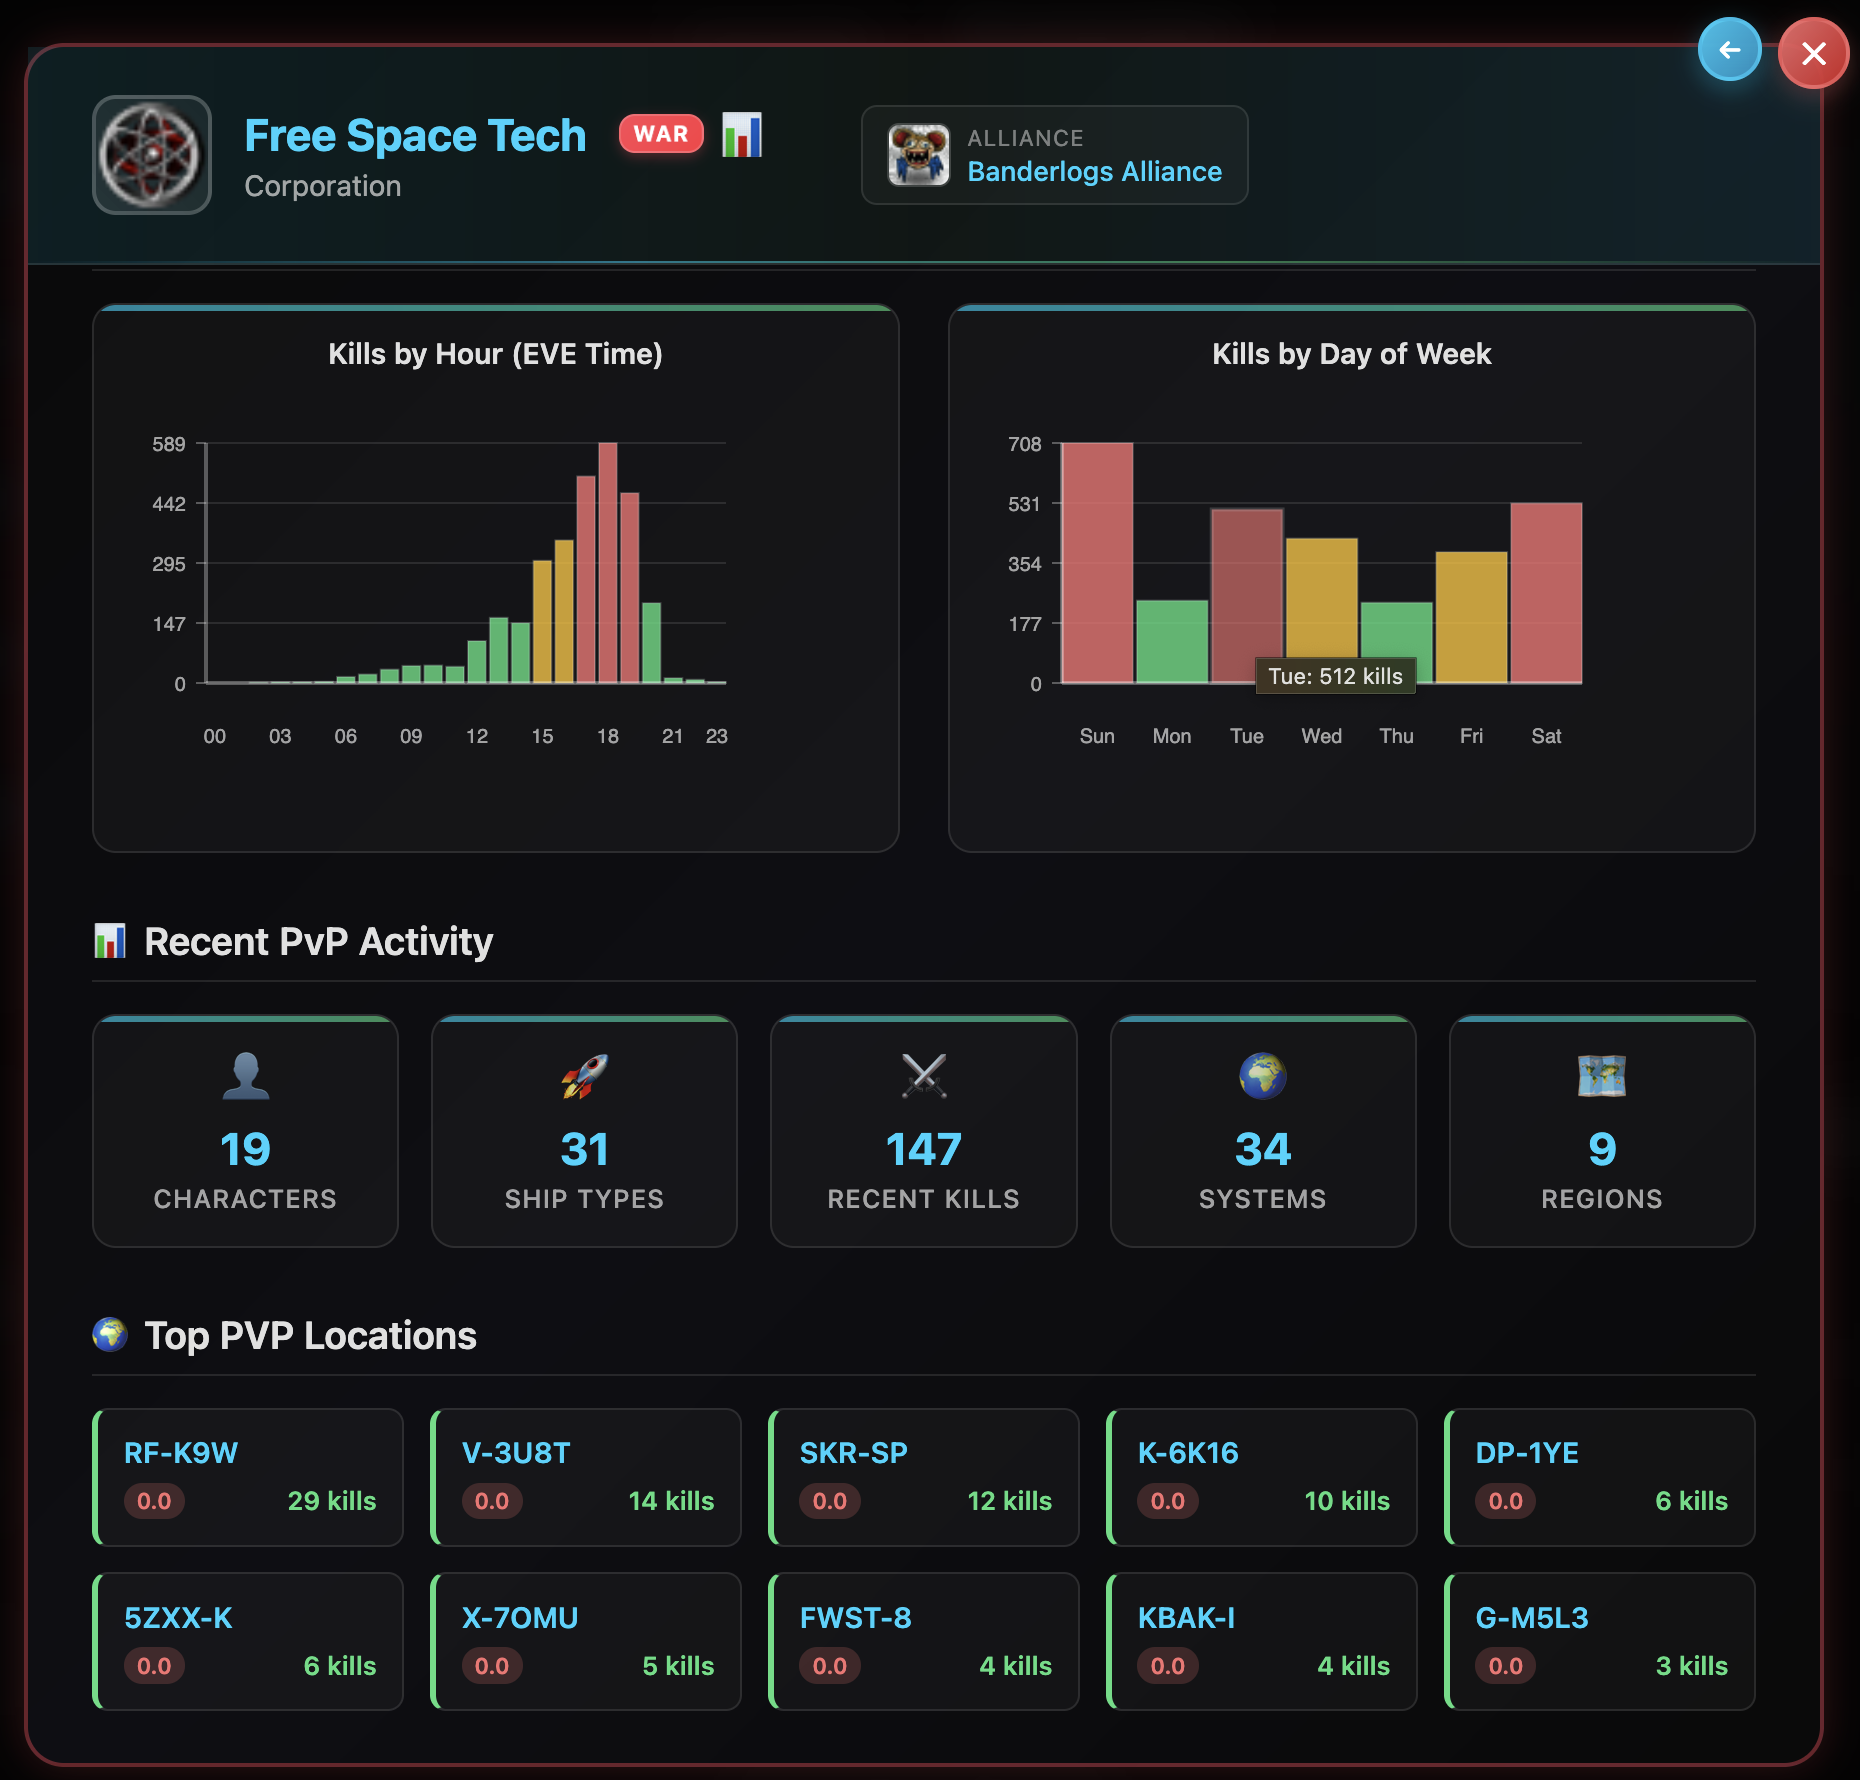 Free Space Tech
WAR
Corporation
ALLIANCE
Banderlogs Alliance
Kills by Hour (EVE Time)
589
442
295
147
0
00 03 06 09 12 15 18 21 23
Kills by Day of Week
708
531
354
177
0
Tue: 512 kills
Sun Mon Tue Wed Thu Fri Sat
Recent PvP Activity
19
CHARACTERS
31
SHIP TYPES
147
RECENT KILLS
34
SYSTEMS
9
REGIONS
Top PVP Locations
RF-K9W
0.0 29 kills
V-3U8T
0.0 14 kills
SKR-SP
0.0 12 kills
K-6K16
0.0 10 kills
DP-1YE
0.0 6 kills
5ZXX-K
0.0 6 kills
X-7OMU
0.0 5 kills
FWST-8
0.0 4 kills
KBAK-I
0.0 4 kills
G-M5L3
0.0 3 kills